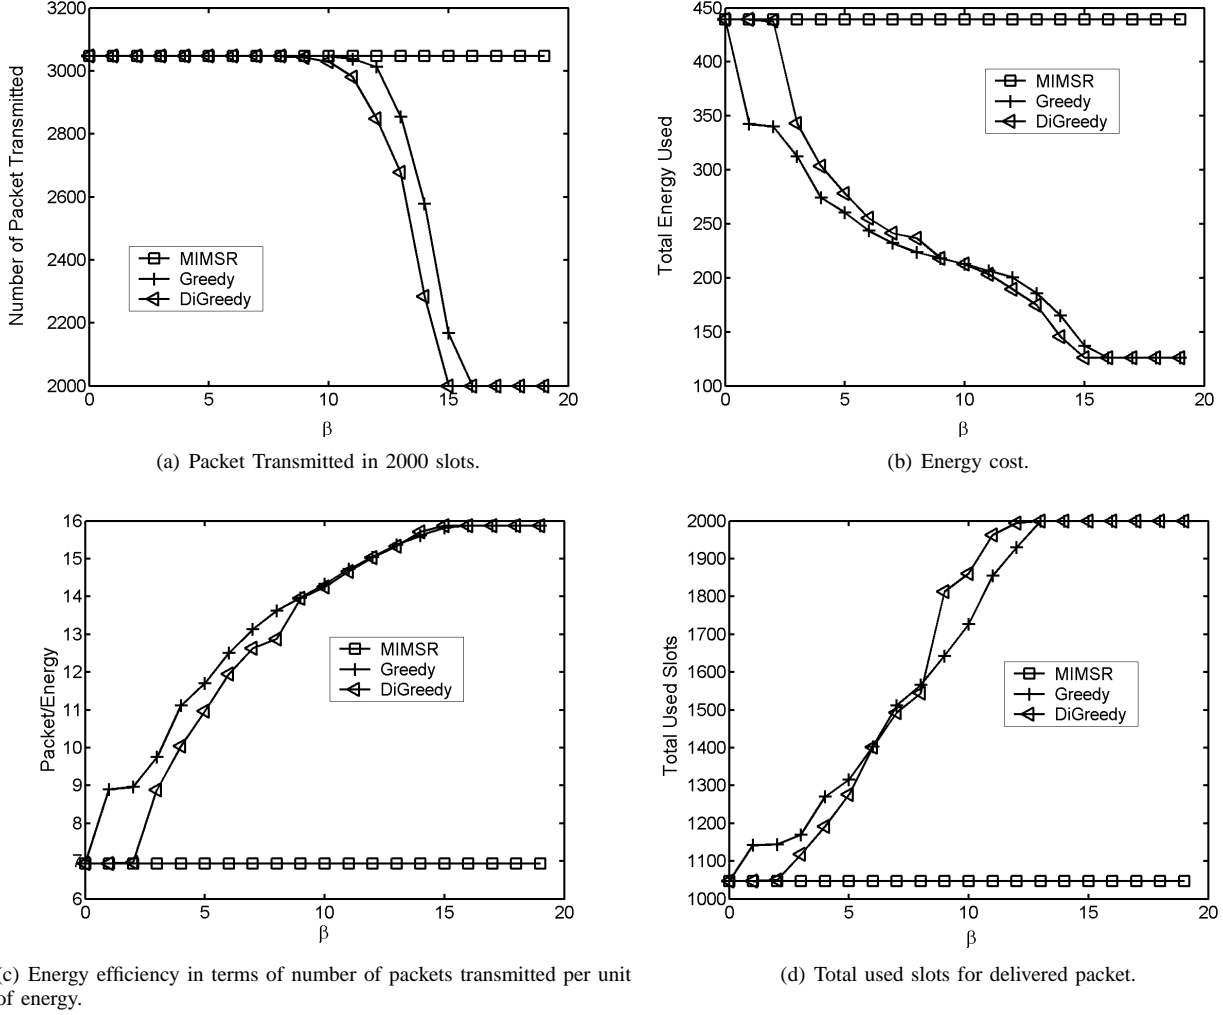 3200
3000
2800
2600
2400
2200
2000
Number of Packet Transmitted
MIMSR
Greedy
DiGreedy
0 5 10 15 20
β
(a) Packet Transmitted in 2000 slots.
450
400
350
300
250
200
150
100
Total Energy Used
MIMSR
Greedy
DiGreedy
0 5 10 15 20
β
(b) Energy cost.
16
15
14
13
12
11
10
9
8
7
6
Packet/Energy
MIMSR
Greedy
DiGreedy
0 5 10 15 20
β
(c) Energy efficiency in terms of number of packets transmitted per unit
of energy.
2000
1900
1800
1700
1600
1500
1400
1300
1200
1100
1000
Total Used Slots
MIMSR
Greedy
DiGreedy
0 5 10 15 20
β
(d) Total used slots for delivered packet.